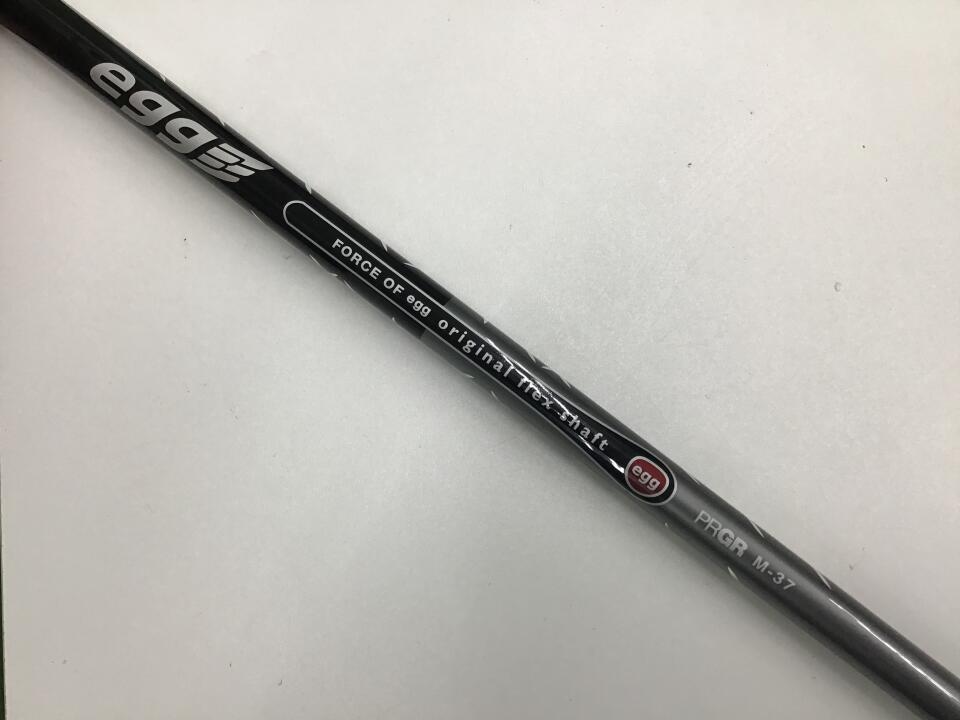 egg
FORCE OF egg original flex shaft
egg
PRGR M-37